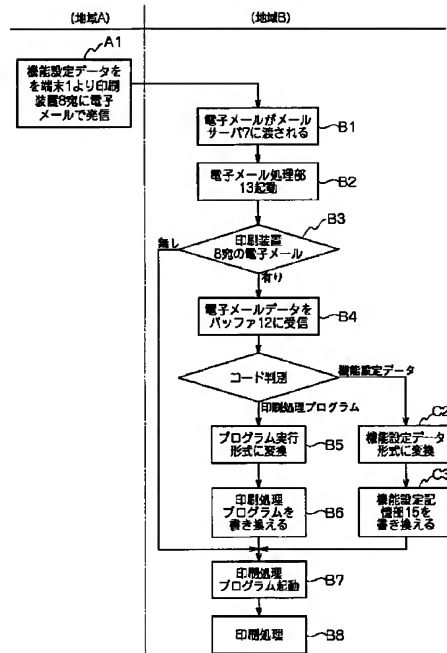 (地域A)
(地域B)
A1
機能設定データを
を端末1より印刷
装置8宛に電子
メールで発信
電子メールがメール
サーバ7に渡される
B1
電子メール処理部
13起動
B2
B3
無し
印刷装置
8宛の電子メール
有り
電子メールデータを
バッファ12に受信
B4
コード判別
機能設定データ
印刷処理プログラム
プログラム実行
形式に変換
B5
機能設定データ
形式に変換
C2
印刷処理
プログラムを
書き換える
B6
機能設定記
憶部15を
書き換える
C3
印刷処理
プログラム起動
B7
印刷処理
B8